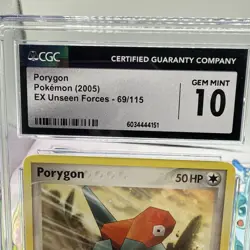 CGC
CERTIFIED GUARANTY COMPANY
Porygon
Pokémon (2005)
EX Unseen Forces - 69/115
GEM MINT
10
6034444151
Porygon
50 HP